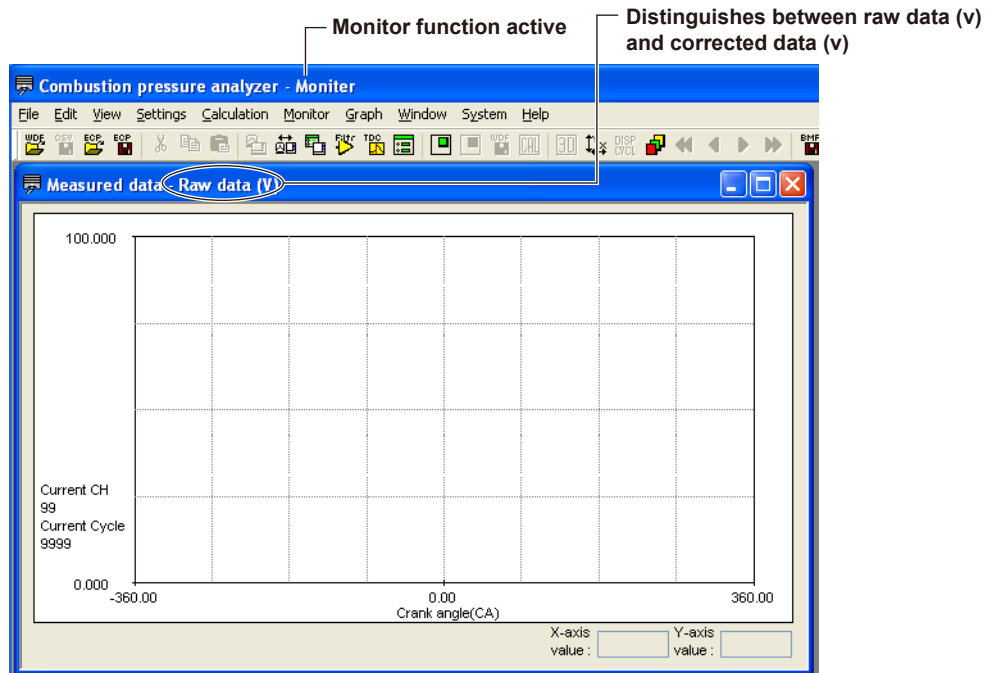 Monitor function active
Distinguishes between raw data (v)
and corrected data (v)
Combustion pressure analyzer - Moniter
File Edit View Settings Calculation Monitor Graph Window System Help
WDF CSV ECP ECP Filtr TDC WDF CAL 3D DISP CYCL BMP
Measured data - Raw data (V)
100.000
Current CH
99
Current Cycle
9999
0.000
-360.00 0.00 360.00
Crank angle(CA)
X-axis
value :
Y-axis
value :